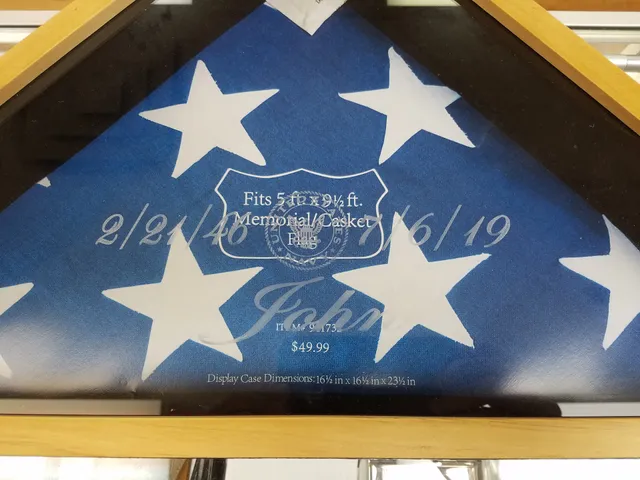 Fits 5 ft. x 9½ ft.
Memorial/Casket
Flag
2/21/46 7/6/19
John
$49.99
Display Case Dimensions: 16½ in x 16½ in x 23½ in